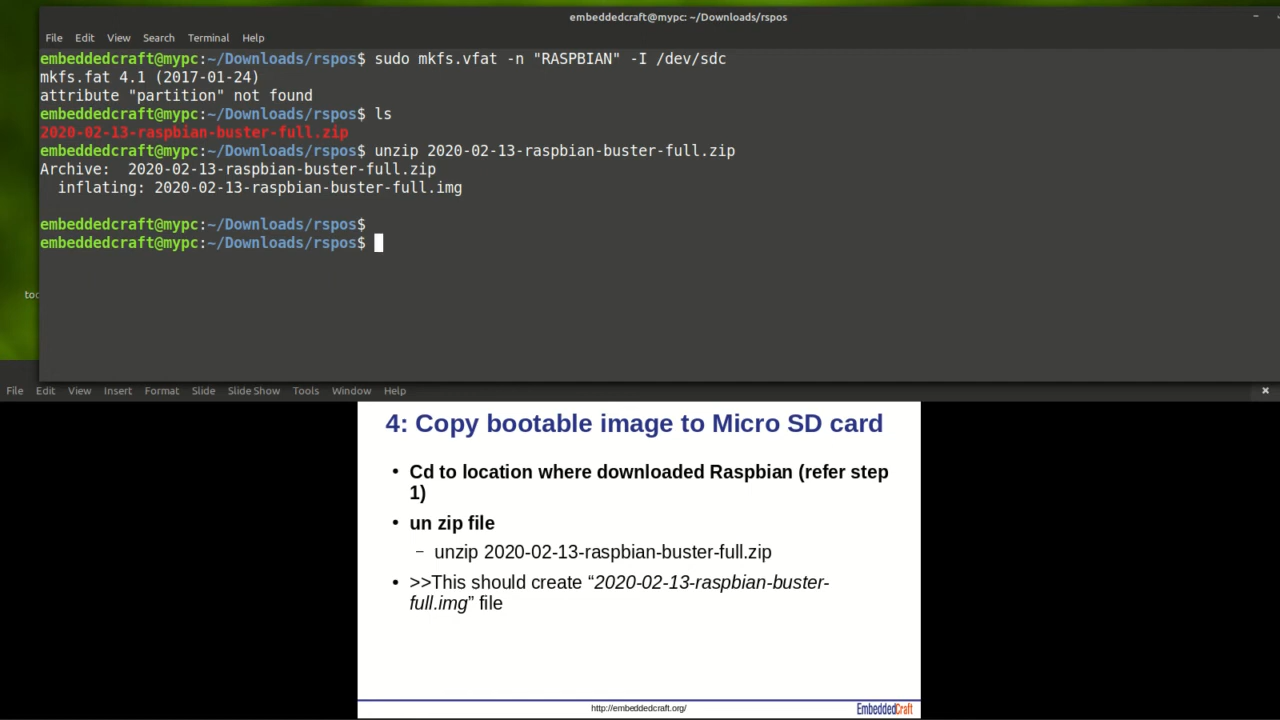 embeddedcraft@mypc: ~/Downloads/rspos
File Edit View Search Terminal Help
embeddedcraft@mypc:~/Downloads/rspos$ sudo mkfs.vfat -n "RASPBIAN" -I /dev/sdc
mkfs.fat 4.1 (2017-01-24)
attribute "partition" not found
embeddedcraft@mypc:~/Downloads/rspos$ ls
2020-02-13-raspbian-buster-full.zip
embeddedcraft@mypc:~/Downloads/rspos$ unzip 2020-02-13-raspbian-buster-full.zip
Archive:  2020-02-13-raspbian-buster-full.zip
  inflating: 2020-02-13-raspbian-buster-full.img
embeddedcraft@mypc:~/Downloads/rspos$
embeddedcraft@mypc:~/Downloads/rspos$
File Edit View Insert Format Slide Slide Show Tools Window Help
4: Copy bootable image to Micro SD card
• Cd to location where downloaded Raspbian (refer step
1)
• un zip file
– unzip 2020-02-13-raspbian-buster-full.zip
• >>This should create “2020-02-13-raspbian-buster-
full.img” file
http://embeddedcraft.org/
EmbeddedCraft